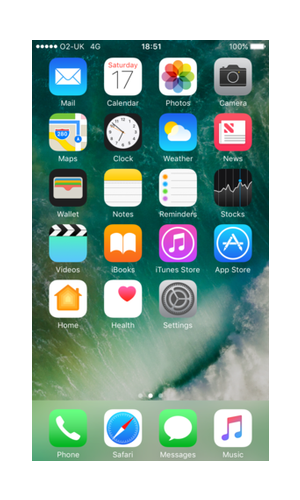 ●●●●● O2-UK 4G 18:51 100%
Saturday
17
Mail Calendar Photos Camera
280
Maps Clock Weather News
Wallet Notes Reminders Stocks
Videos iBooks iTunes Store App Store
Home Health Settings
Phone Safari Messages Music